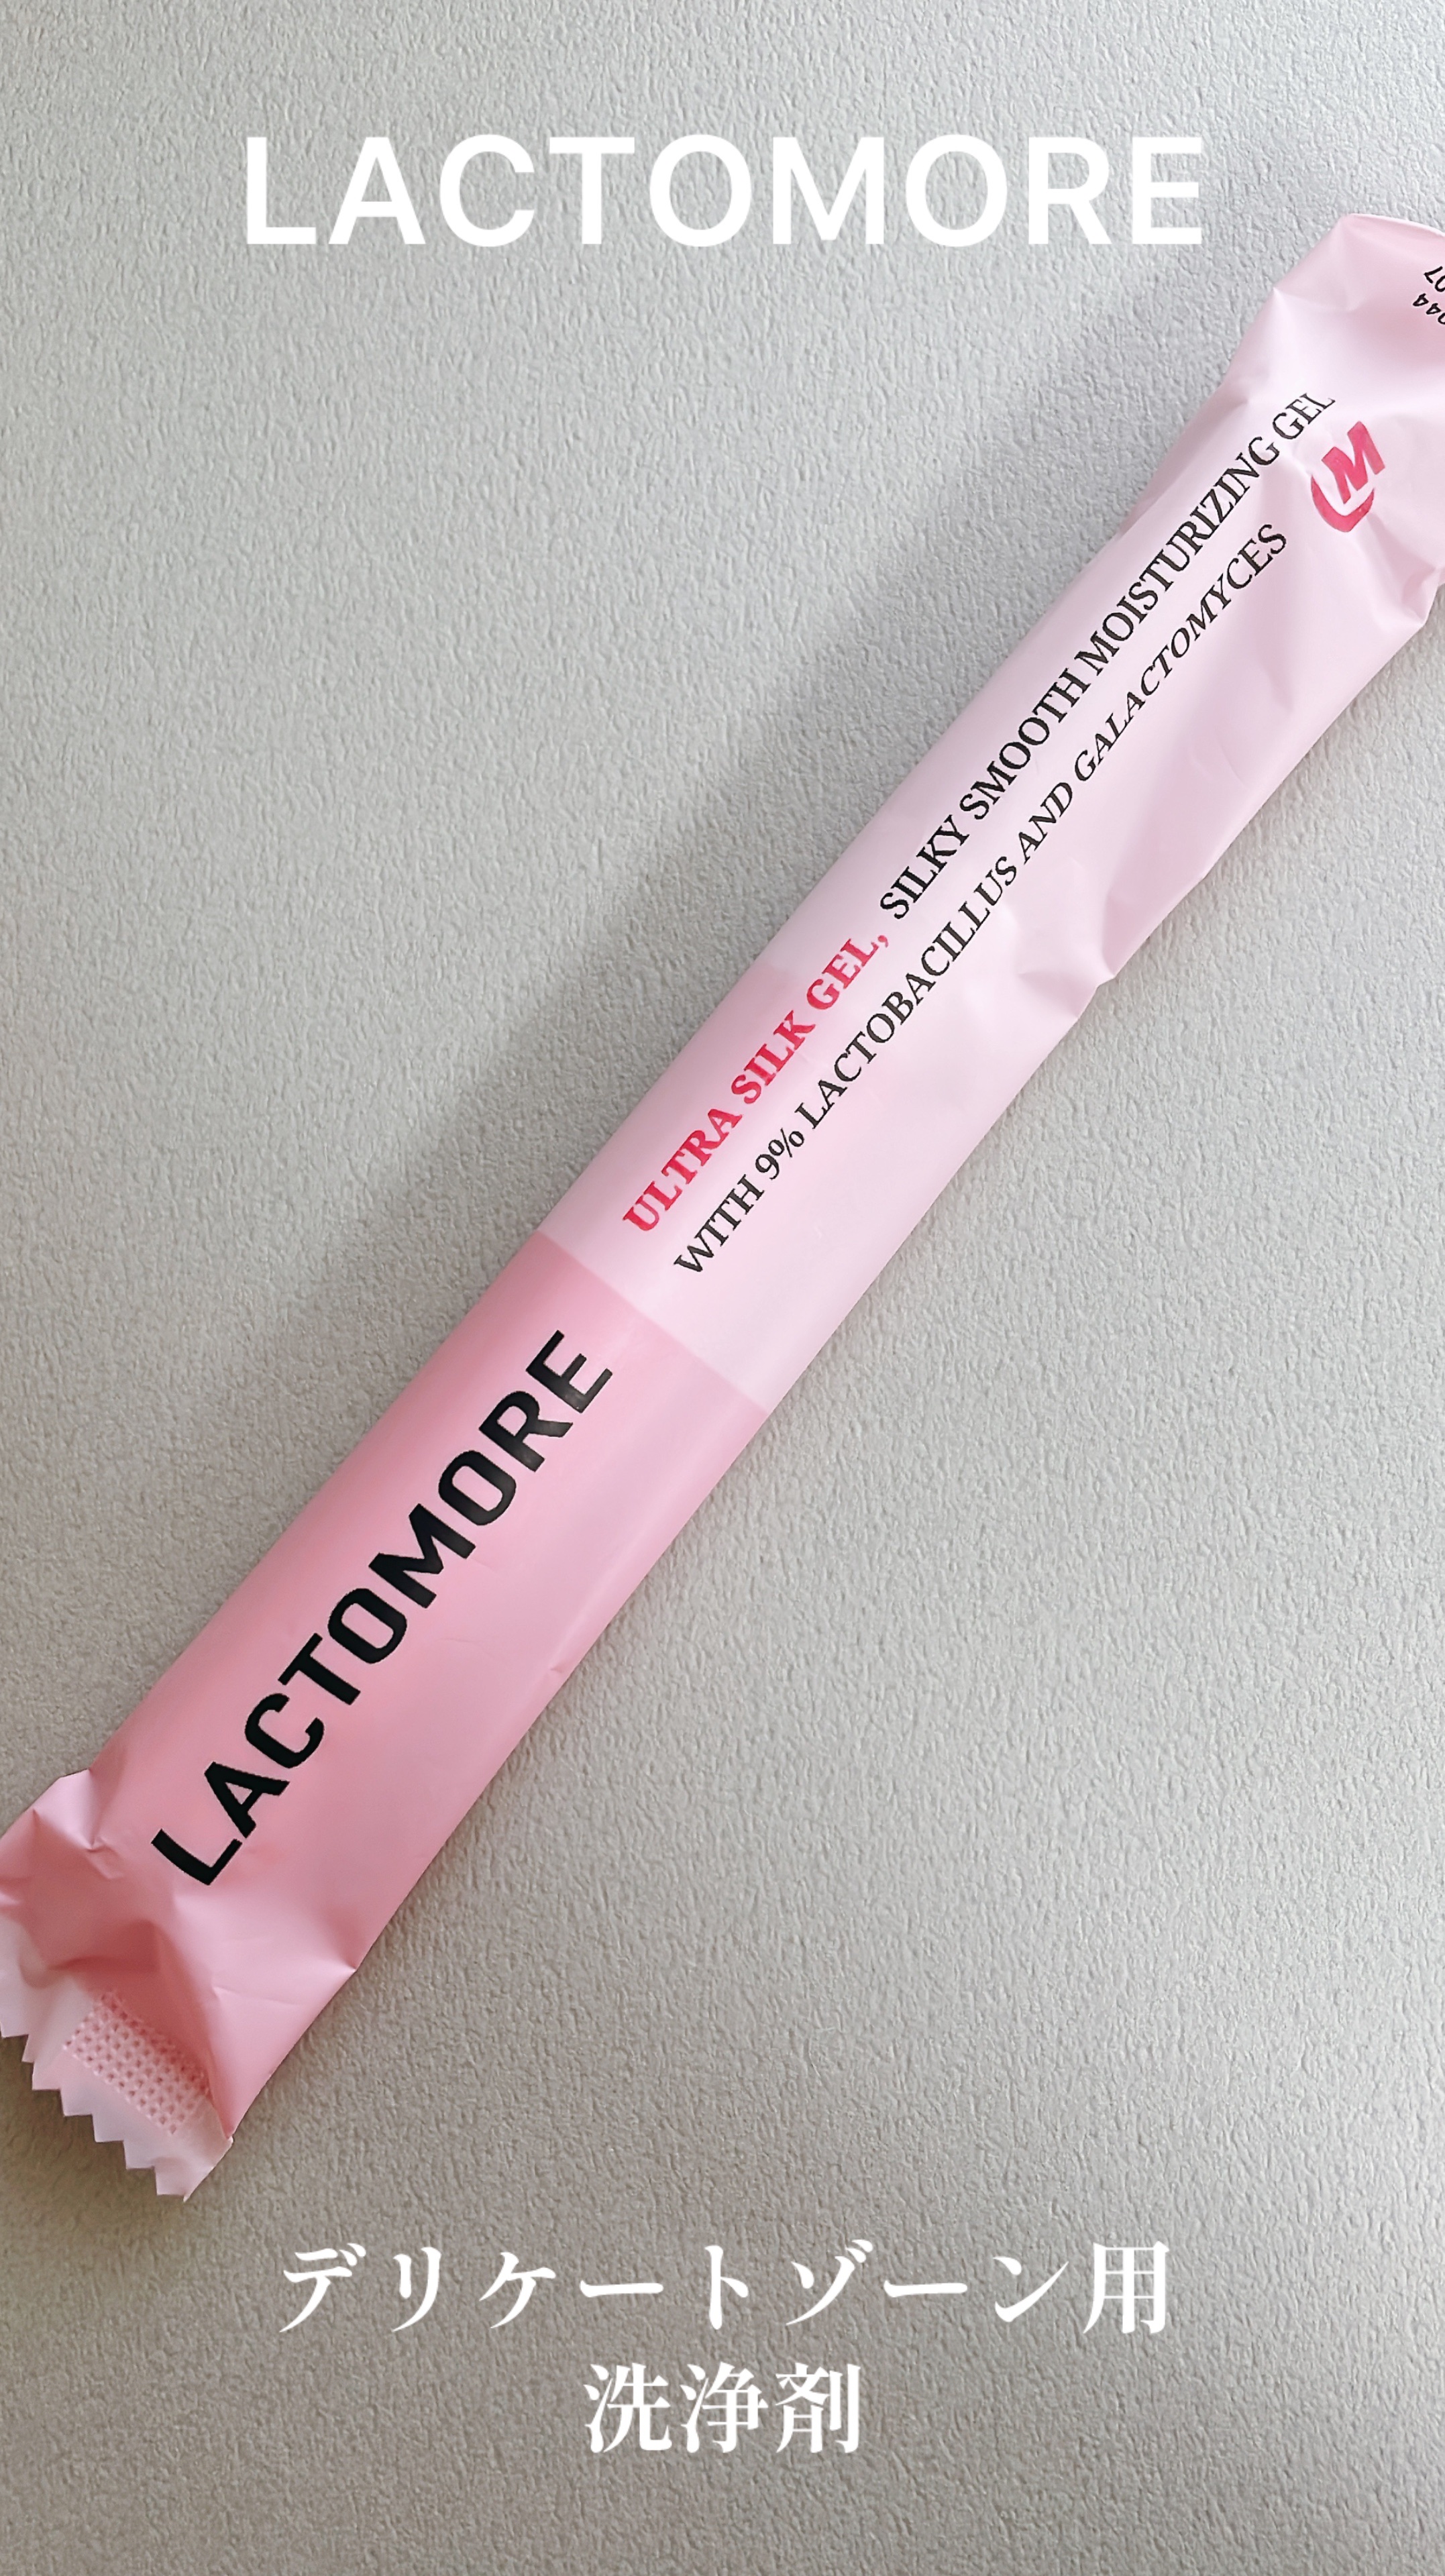 LACTOMORE
ULTRA SILK GEL, SILKY SMOOTH MOISTURIZING GEL
WITH 9% LACTOBACILLUS AND GALACTOMYCES
LACTOMORE
デリケートゾーン用
洗浄剤